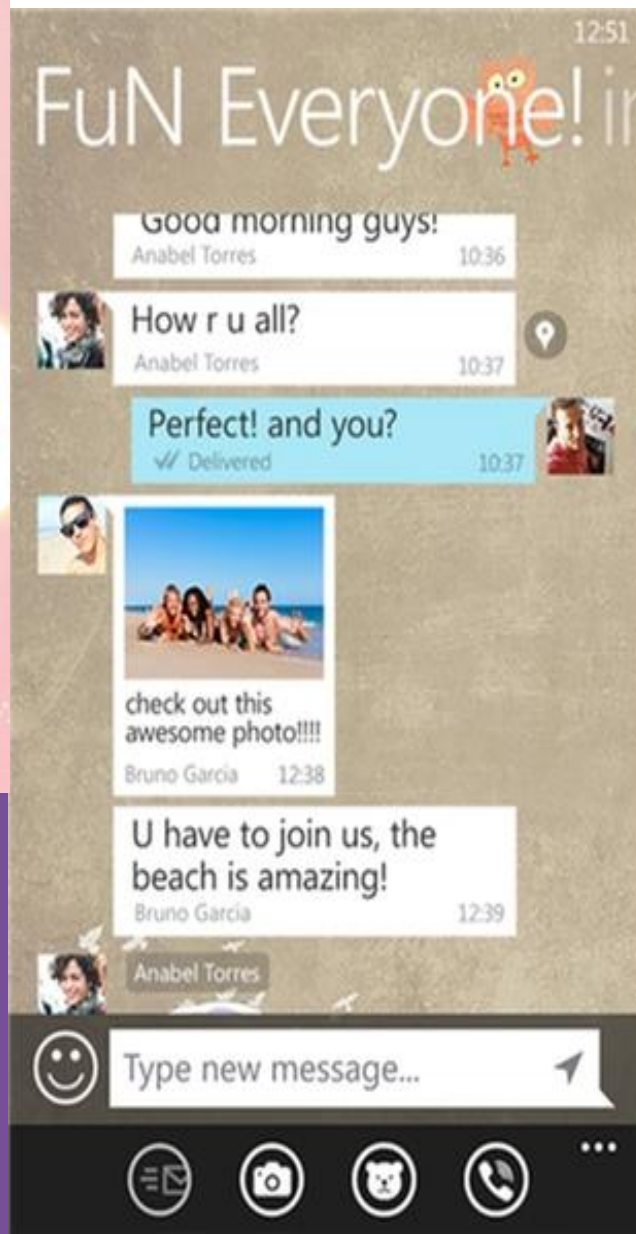 12:51
FuN Everyone!
Good morning guys!
Anabel Torres 10:36
How r u all?
Anabel Torres 10:37
Perfect! and you?
Delivered 10:37
check out this
awesome photo!!!!
Bruno Garcia 12:38
U have to join us, the
beach is amazing!
Bruno Garcia 12:39
Anabel Torres
Type new message...